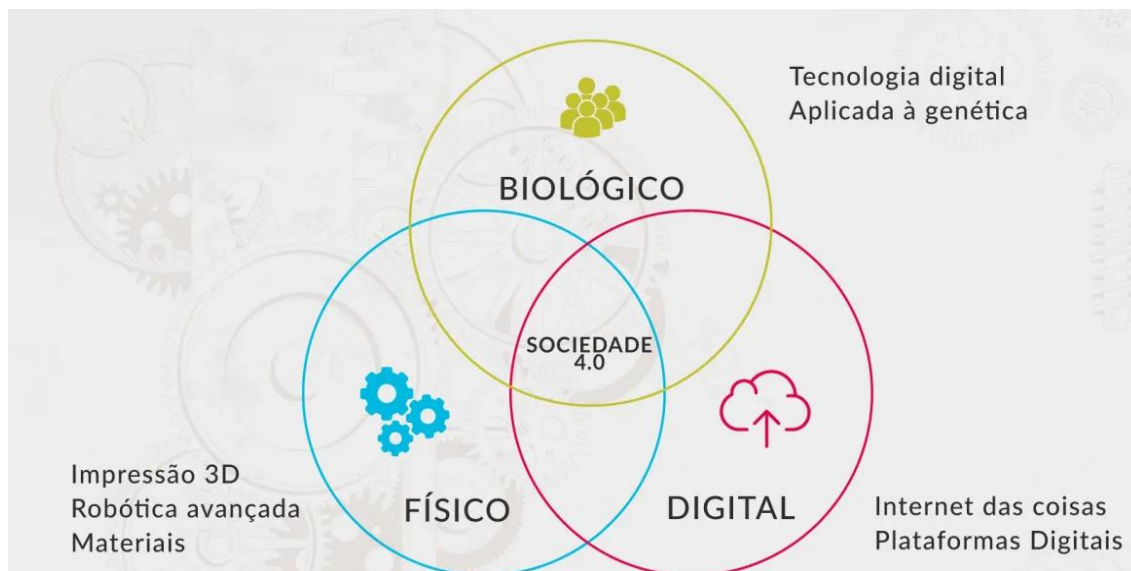 Tecnologia digital
Aplicada à genética
BIOLÓGICO
SOCIEDADE
4.0
Impressão 3D
Robótica avançada
Materiais
FÍSICO
DIGITAL
Internet das coisas
Plataformas Digitais